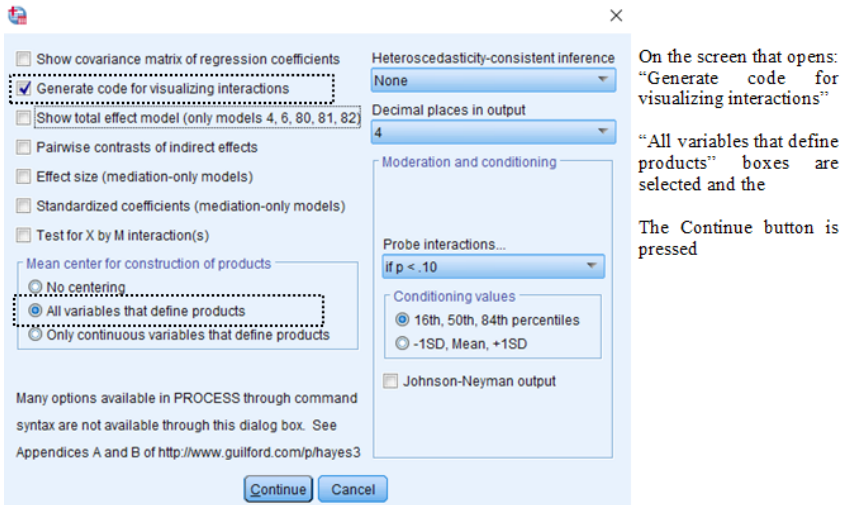 Show covariance matrix of regression coefficients
Generate code for visualizing interactions
Show total effect model (only models 4, 6, 80, 81, 82)
Pairwise contrasts of indirect effects
Effect size (mediation-only models)
Standardized coefficients (mediation-only models)
Test for X by M interaction(s)
Mean center for construction of products
No centering
All variables that define products
Only continuous variables that define products
Many options available in PROCESS through command
syntax are not available through this dialog box. See
Appendices A and B of http://www.guilford.com/p/hayes3
Heteroscedasticity-consistent inference
None
Decimal places in output
4
Moderation and conditioning
Probe interactions...
if p < .10
Conditioning values
16th, 50th, 84th percentiles
-1SD, Mean, +1SD
Johnson-Neyman output
Continue
Cancel
On the screen that opens:
“Generate code for
visualizing interactions”
“All variables that define
products” boxes are
selected and the
The Continue button is
pressed